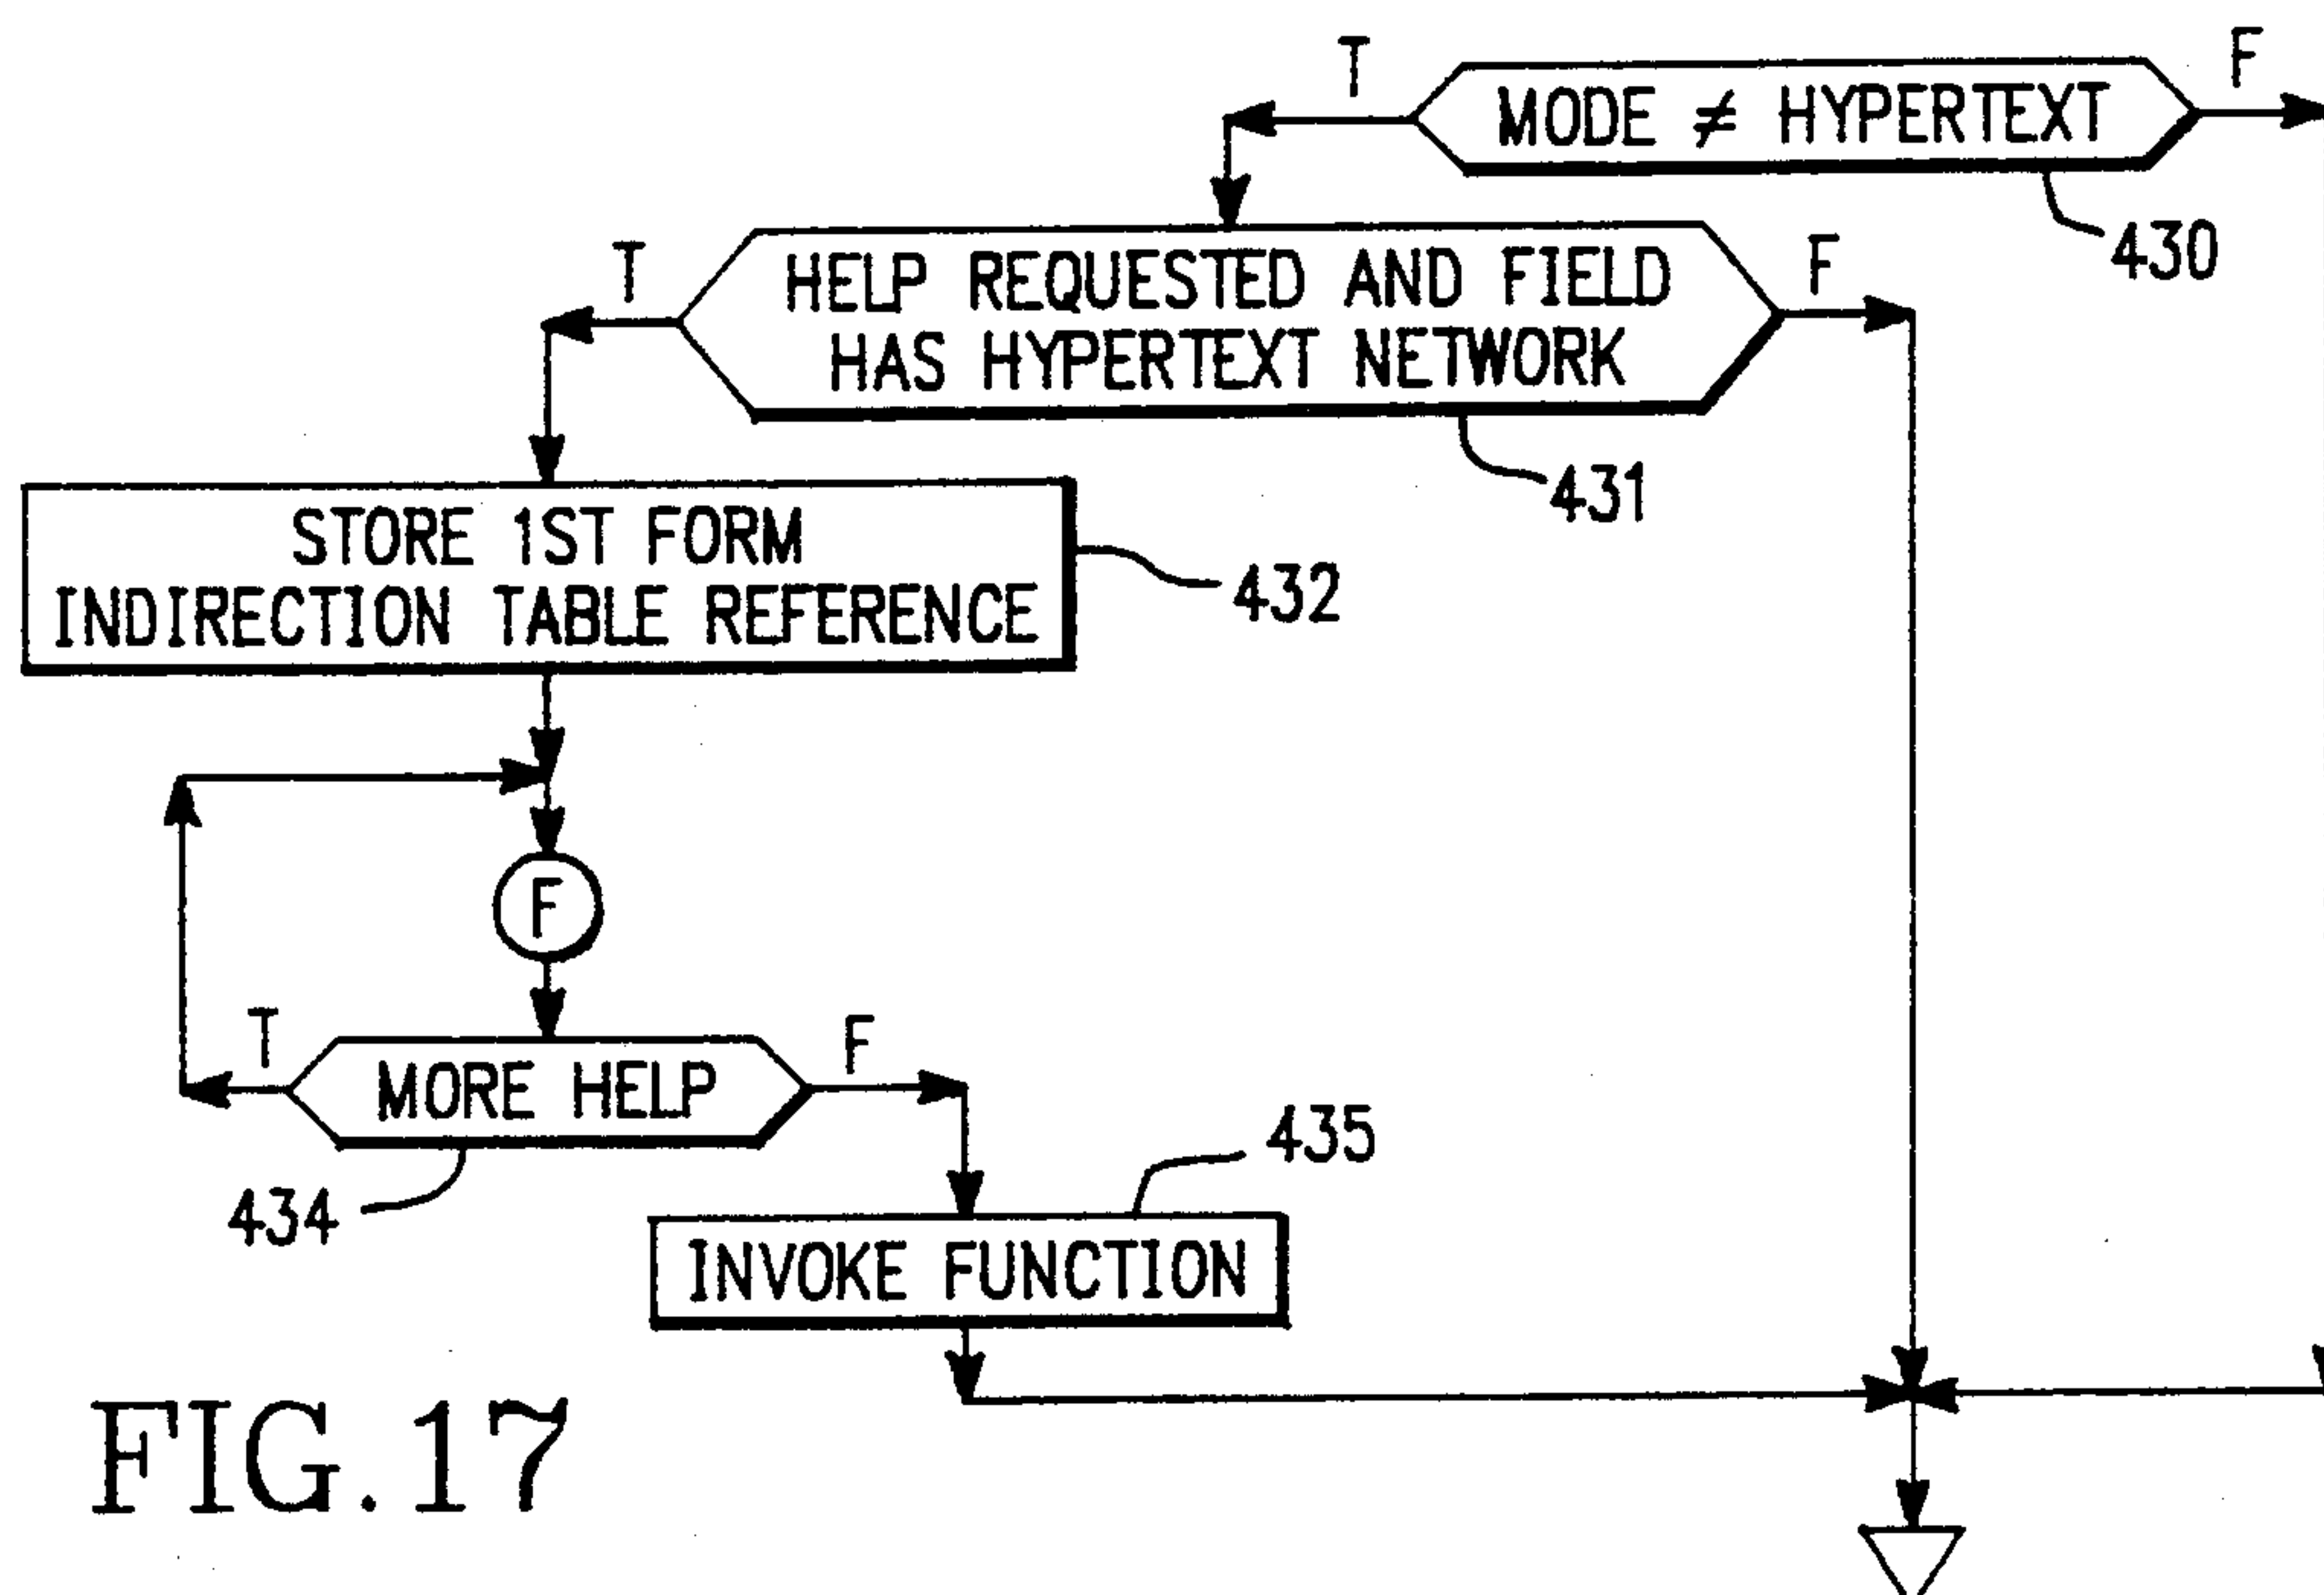 T
MODE ≠ HYPERTEXT
F
430
T
HELP REQUESTED AND FIELD
HAS HYPERTEXT NETWORK
F
431
STORE 1ST FORM
INDIRECTION TABLE REFERENCE
432
F
T
MORE HELP
F
434
435
INVOKE FUNCTION
FIG.17